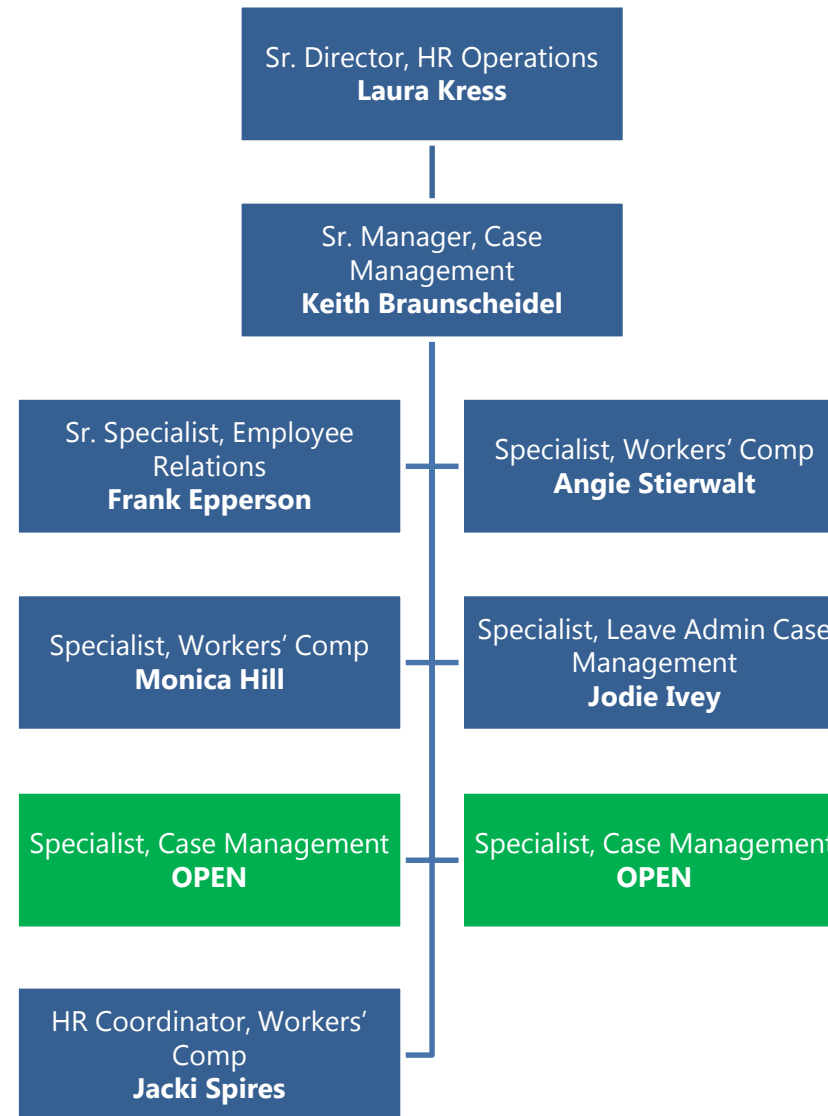 Sr. Director, HR Operations
Laura Kress
Sr. Manager, Case
Management
Keith Braunscheidel
Sr. Specialist, Employee
Relations
Frank Epperson
Specialist, Workers’ Comp
Angie Stierwalt
Specialist, Workers’ Comp
Monica Hill
Specialist, Leave Admin Case
Management
Jodie Ivey
Specialist, Case Management
OPEN
Specialist, Case Management
OPEN
HR Coordinator, Workers’
Comp
Jacki Spires